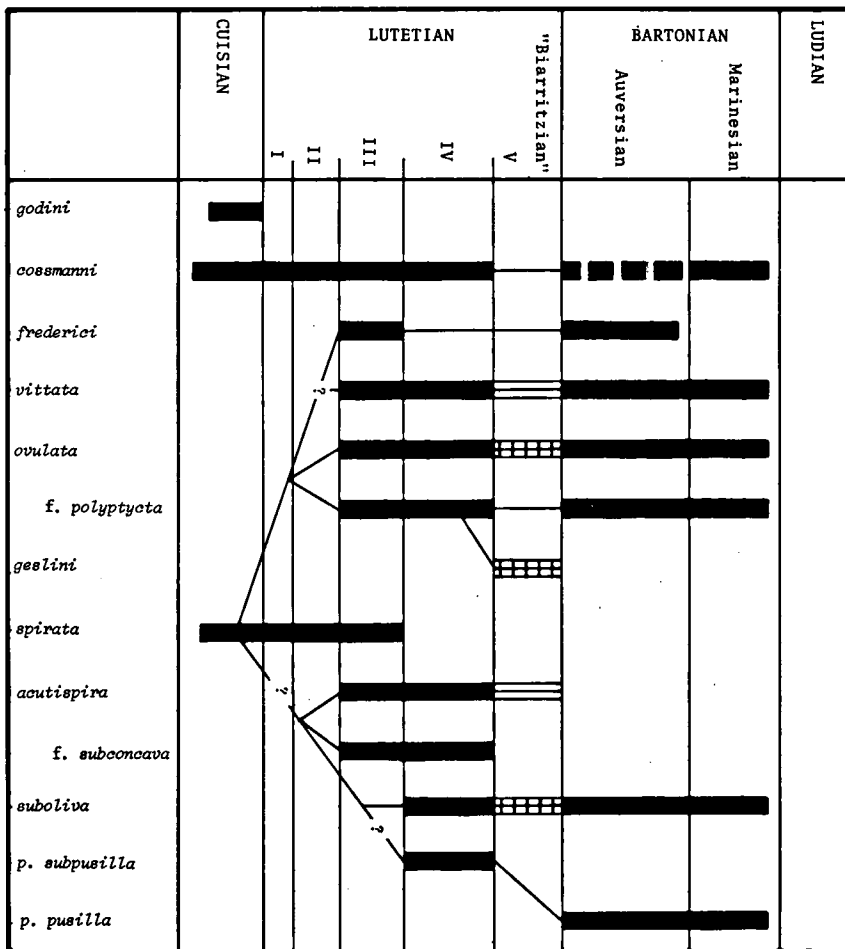 CUISIAN
LUTETIAN
BARTONIAN
LUDIAN
I
II
III
IV
V
"Biarritzian"
Auversian
Marinesian
godini
cossmanni
frederici
vittata
?
ovulata
f. polyptycta
geslini
spirata
acutispira
?
f. subconcava
suboliva
?
p. subpusilla
p. pusilla